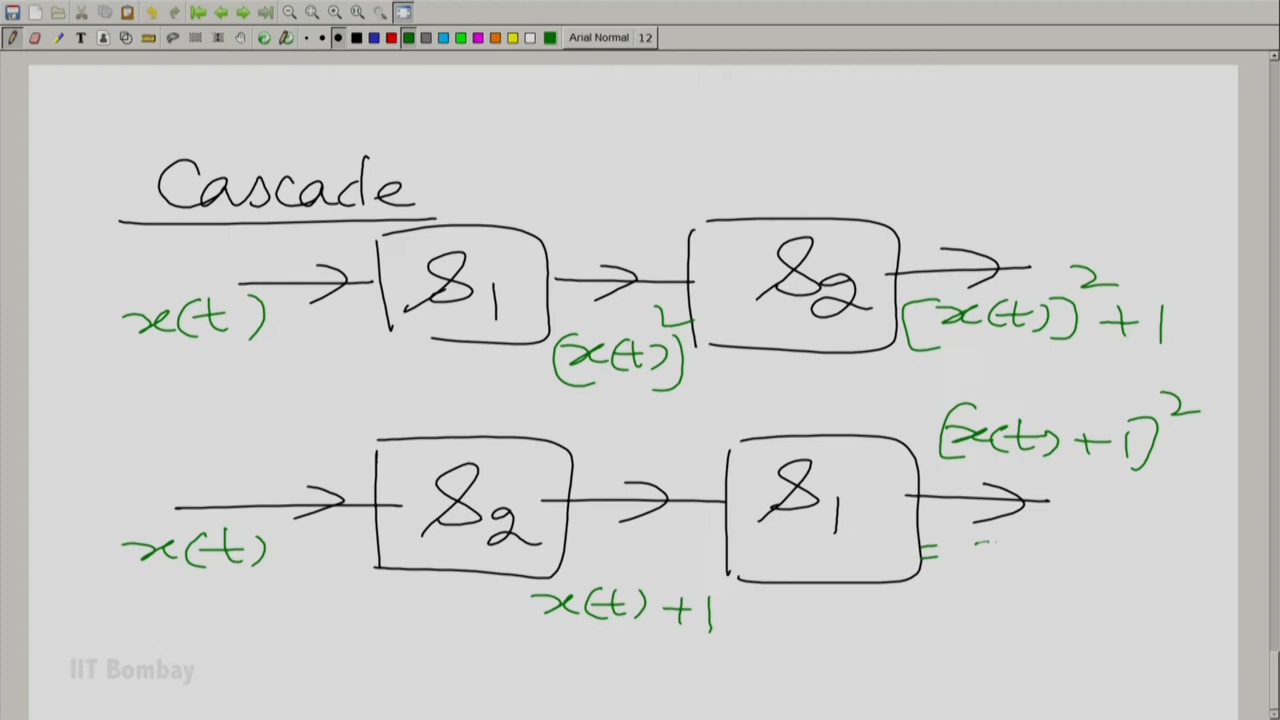 Arial Normal 12
Cascade
S1 S2
x(t) [x(t)]² [x(t)]² + 1
[x(t) + 1]²
S2 S1
x(t) =
x(t) + 1
IIT Bombay